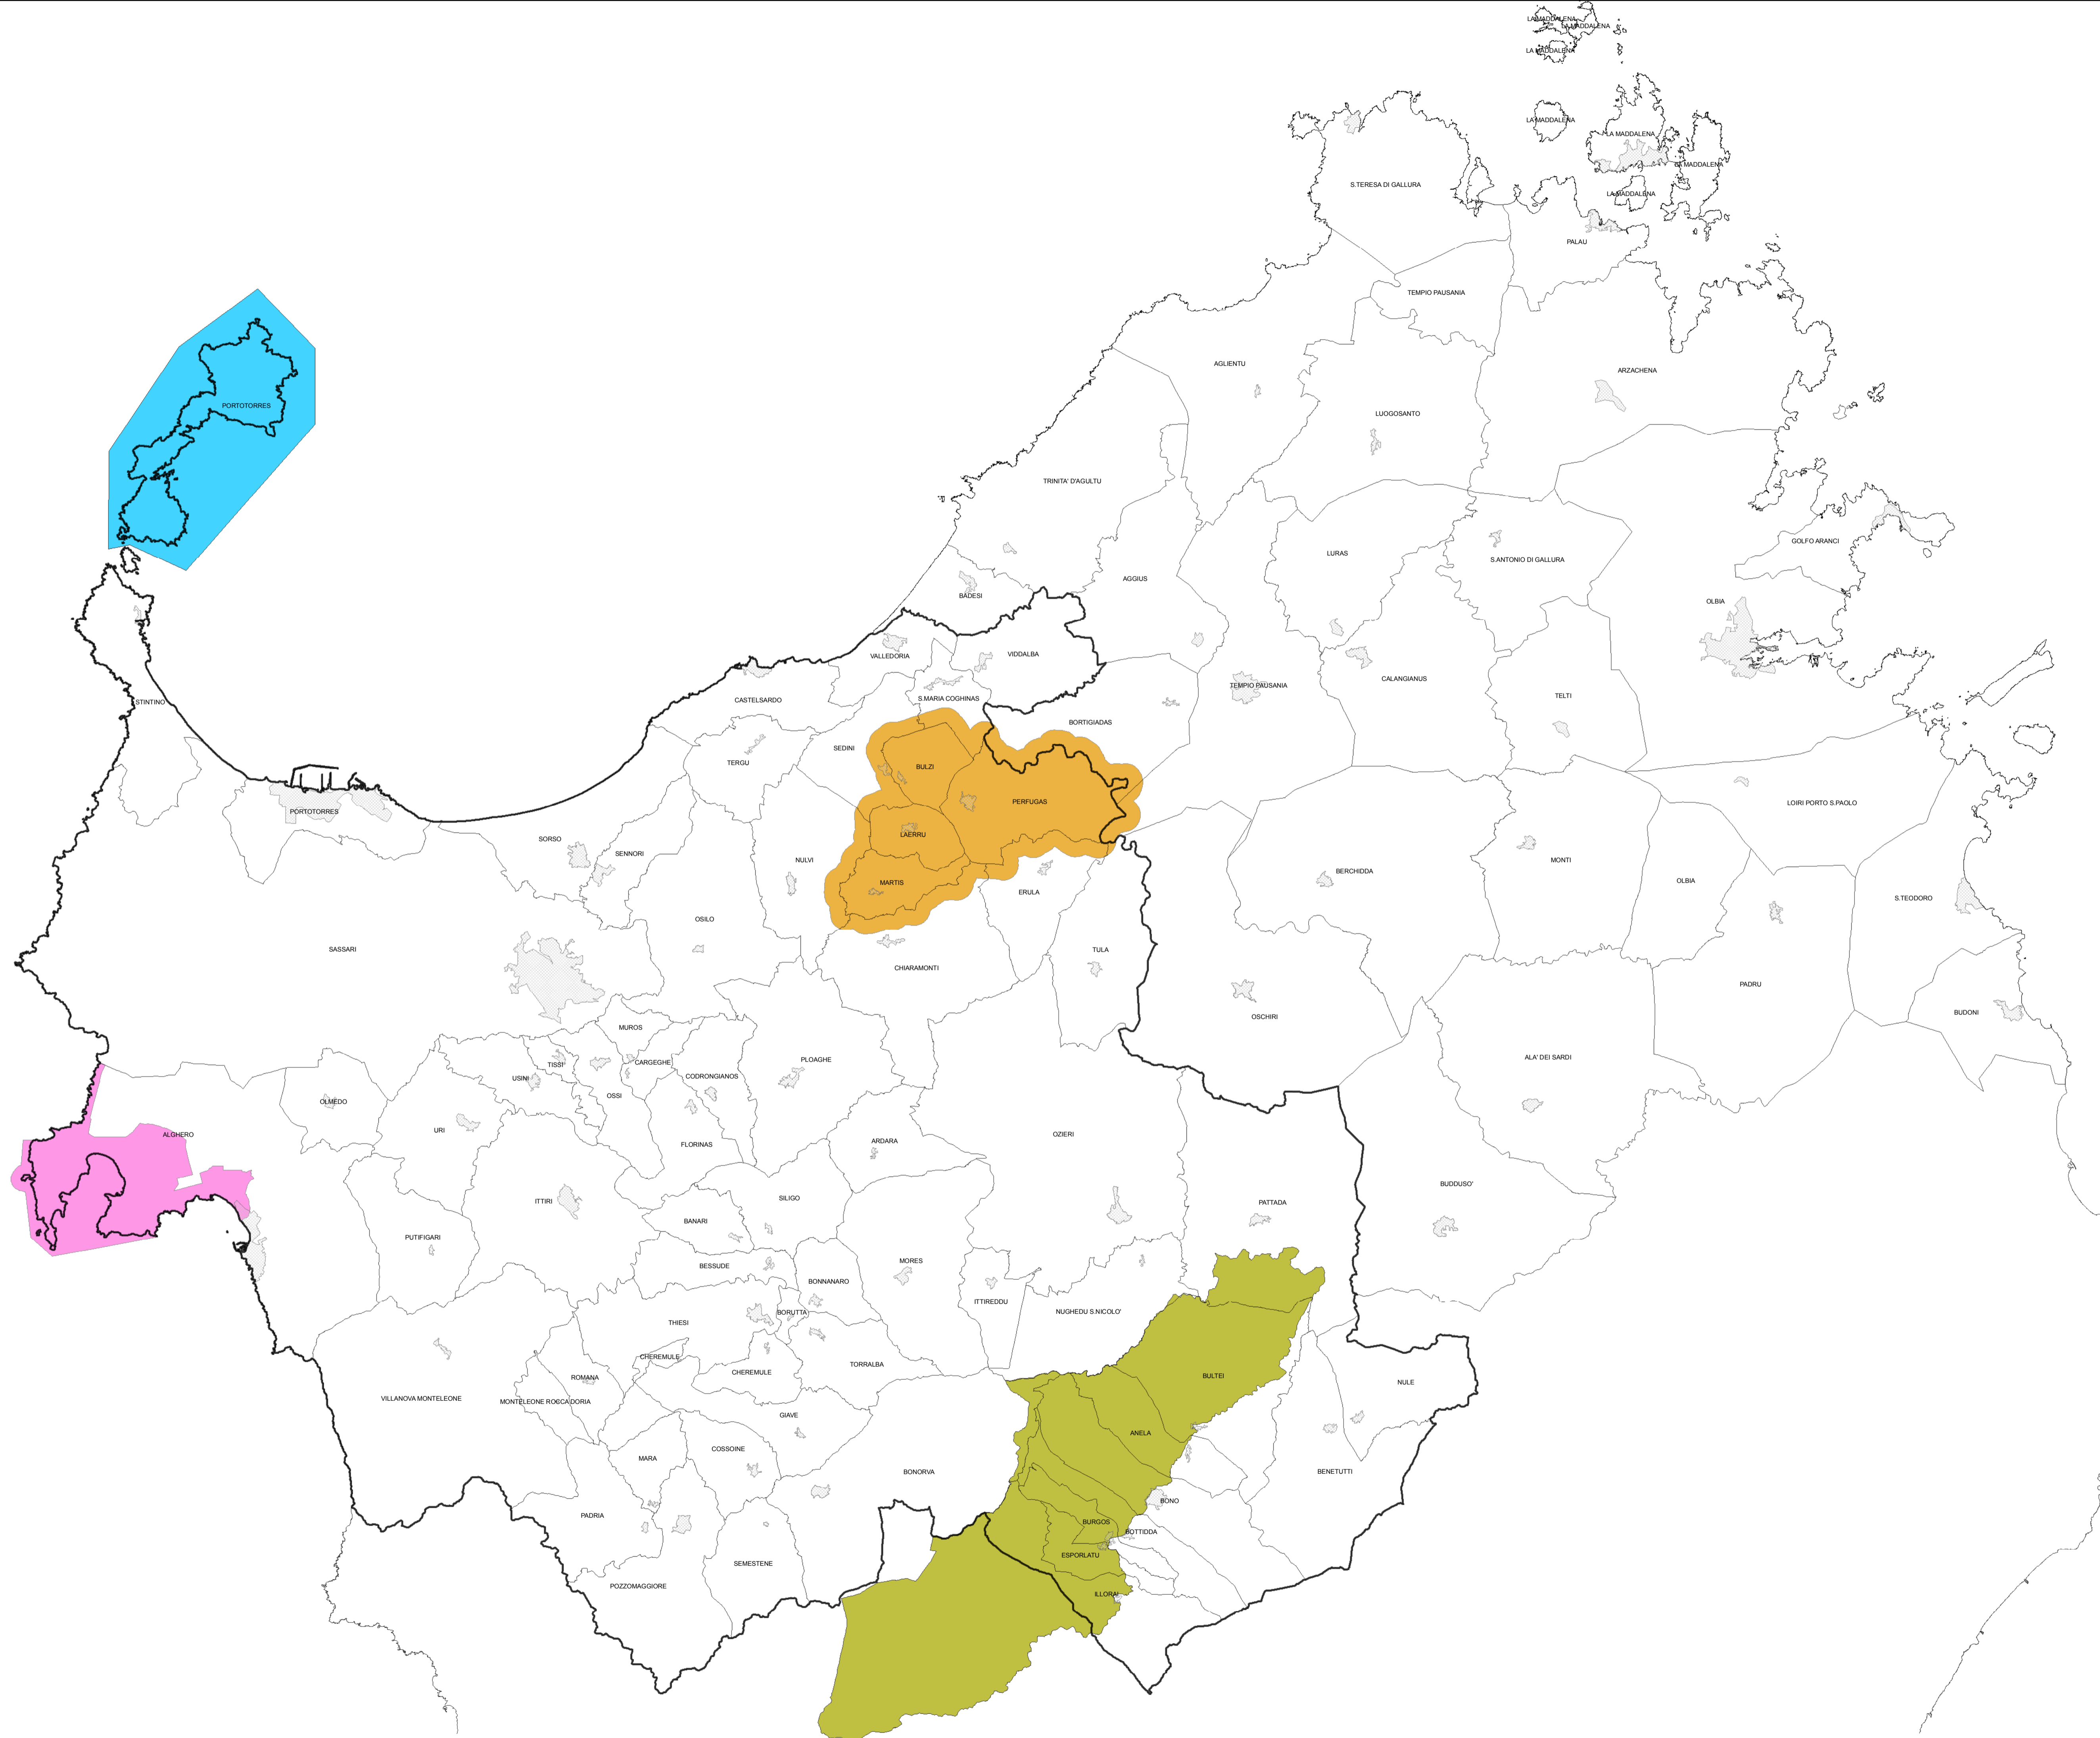 LA MADDALENA
LA MADDALENA
LA MADDALENA
LA MADDALENA
LA MADDALENA
LA MADDALENA
S.TERESA DI GALLURA
LA MADDALENA
PALAU
TEMPIO PAUSANIA
AGLIENTU
ARZACHENA
PORTOTORRES
LUOGOSANTO
TRINITA' D'AGULTU
GOLFO ARANCI
LURAS
S.ANTONIO DI GALLURA
AGGIUS
BADESI
OLBIA
VALLEDORIA
VIDDALBA
CALANGIANUS
TEMPIO PAUSANIA
TELTI
S.MARIA COGHINAS
CASTELSARDO
STINTINO
BORTIGIADAS
SEDINI
TERGU
BULZI
PERFUGAS
LOIRI PORTO S.PAOLO
PORTOTORRES
LAERRU
SORSO
SENNORI
NULVI
MONTI
BERCHIDDA
OLBIA
MARTIS
ERULA
S.TEODORO
OSILO
SASSARI
TULA
CHIARAMONTI
PADRU
BUDONI
OSCHIRI
MUROS
ALA' DEI SARDI
PLOAGHE
CARGEGHE
TISSI'
USINI
CODRONGIANOS
OSSI
OLMEDO
URI
ALGHERO
OZIERI
ARDARA
FLORINAS
BUDDUSO'
SILIGO
ITTIRI
PATTADA
BANARI
PUTIFIGARI
MORES
BESSUDE
BONNANARO
ITTIREDDU
NUGHEDU S.NICOLO'
BORUTTA
THIESI
CHEREMULE
TORRALBA
CHEREMULE
ROMANA
BULTEI
NULE
VILLANOVA MONTELEONE
MONTELEONE ROCCA DORIA
GIAVE
ANELA
COSSOINE
MARA
BONORVA
BENETUTTI
BONO
PADRIA
BURGOS
BOTTIDDA
ESPORLATU
SEMESTENE
POZZOMAGGIORE
ILLORAI